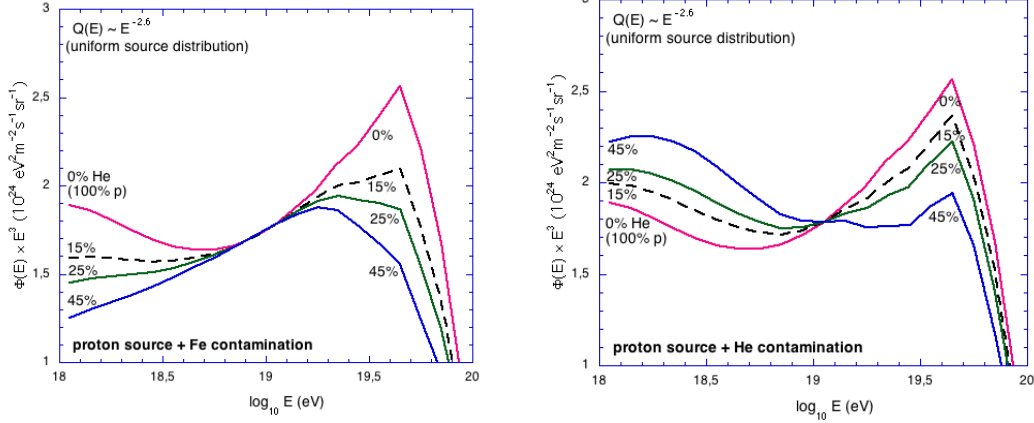 Q(E) ~ E^-2.6
(uniform source distribution)
Φ(E) × E^3 (10^24 eV^2 m^-2 s^-1 sr^-1)
3
2,5
2
1,5
1
0%
0% He
(100% p)
15%
15%
25%
25%
45%
45%
proton source + Fe contamination
18
18,5
19
19,5
20
log10 E (eV)
Q(E) ~ E^-2.6
(uniform source distribution)
Φ(E) × E^3 (10^24 eV^2 m^-2 s^-1 sr^-1)
3
2,5
2
1,5
1
0%
15%
45%
25%
25%
15%
0% He
(100% p)
45%
proton source + He contamination
18
18,5
19
19,5
20
log10 E (eV)